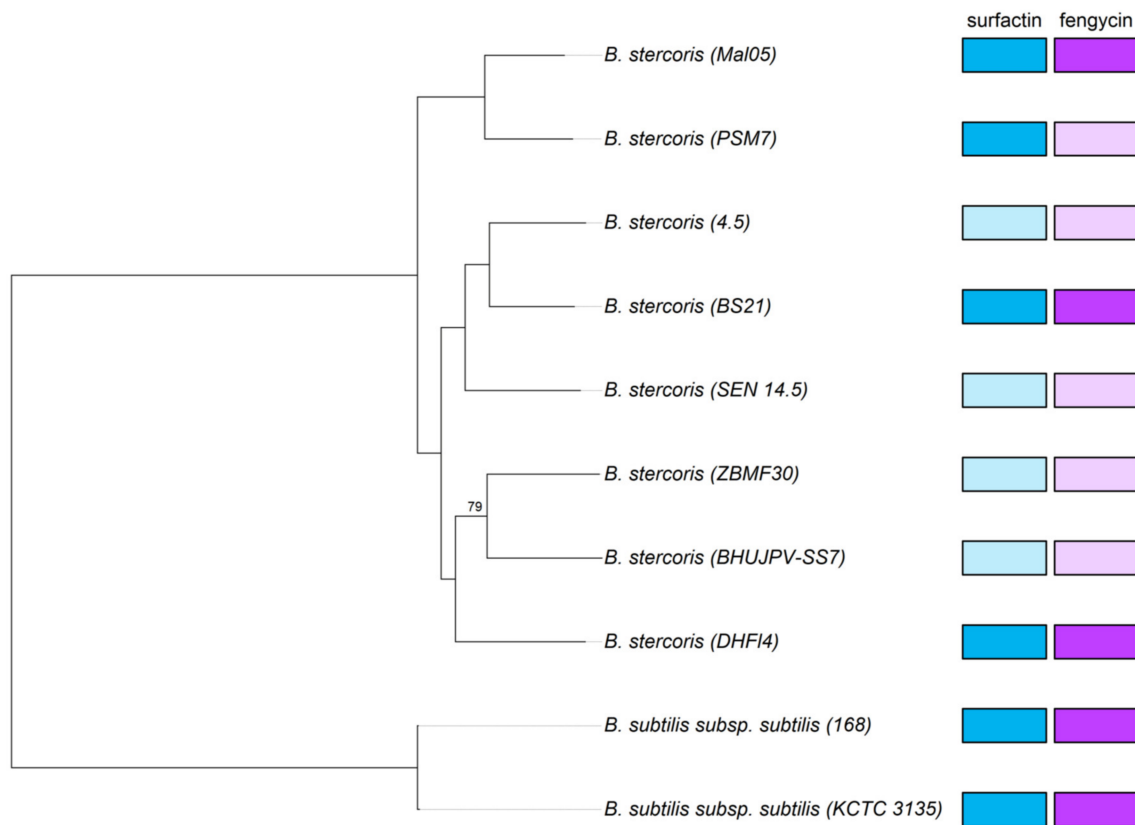 surfactin fengycin
B. stercoris (Mal05)
B. stercoris (PSM7)
B. stercoris (4.5)
B. stercoris (BS21)
B. stercoris (SEN 14.5)
B. stercoris (ZBMF30)
79
B. stercoris (BHUJPV-SS7)
B. stercoris (DHFI4)
B. subtilis subsp. subtilis (168)
B. subtilis subsp. subtilis (KCTC 3135)